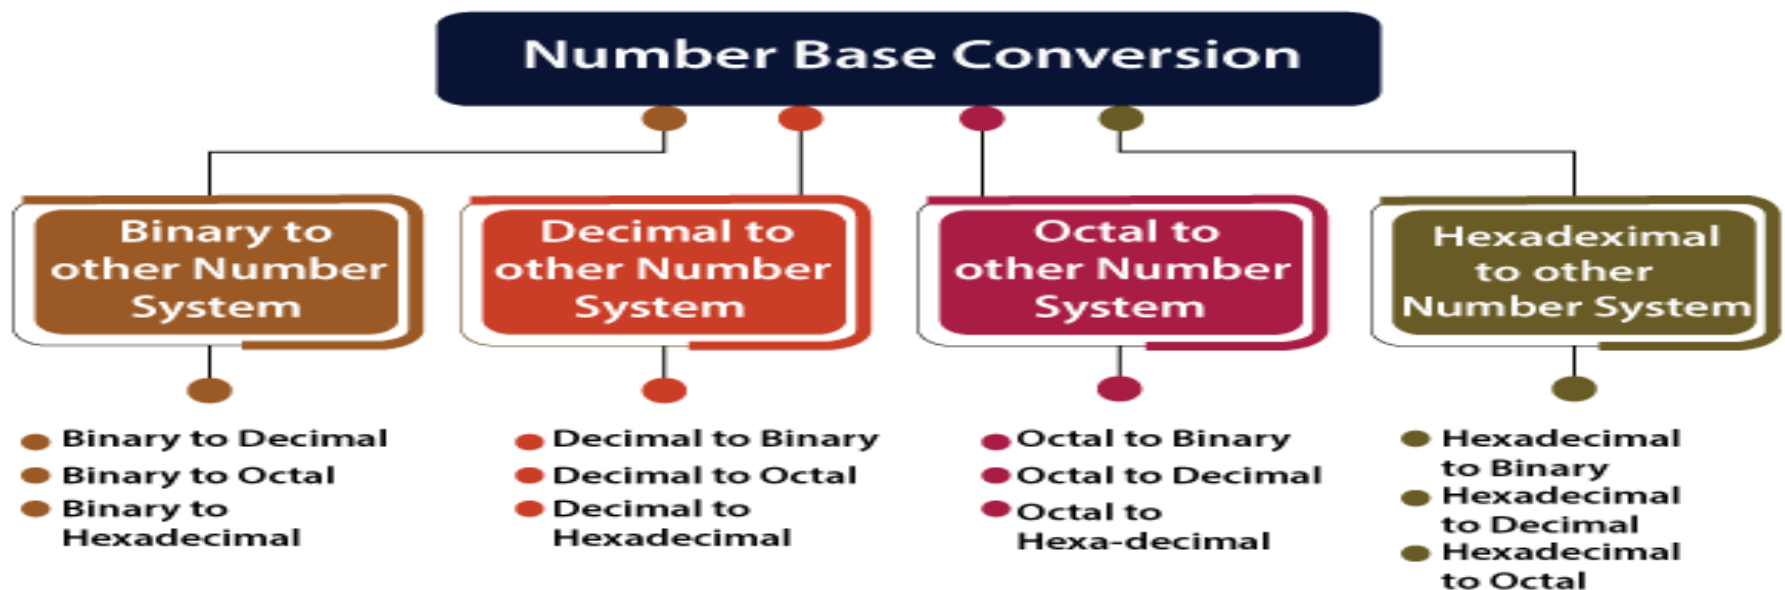 Number Base Conversion
Binary to
other Number
System
Decimal to
other Number
System
Octal to
other Number
System
Hexadeximal
to other
Number System
Binary to Decimal
Binary to Octal
Binary to
Hexadecimal
Decimal to Binary
Decimal to Octal
Decimal to
Hexadecimal
Octal to Binary
Octal to Decimal
Octal to
Hexa-decimal
Hexadecimal
to Binary
Hexadecimal
to Decimal
Hexadecimal
to Octal